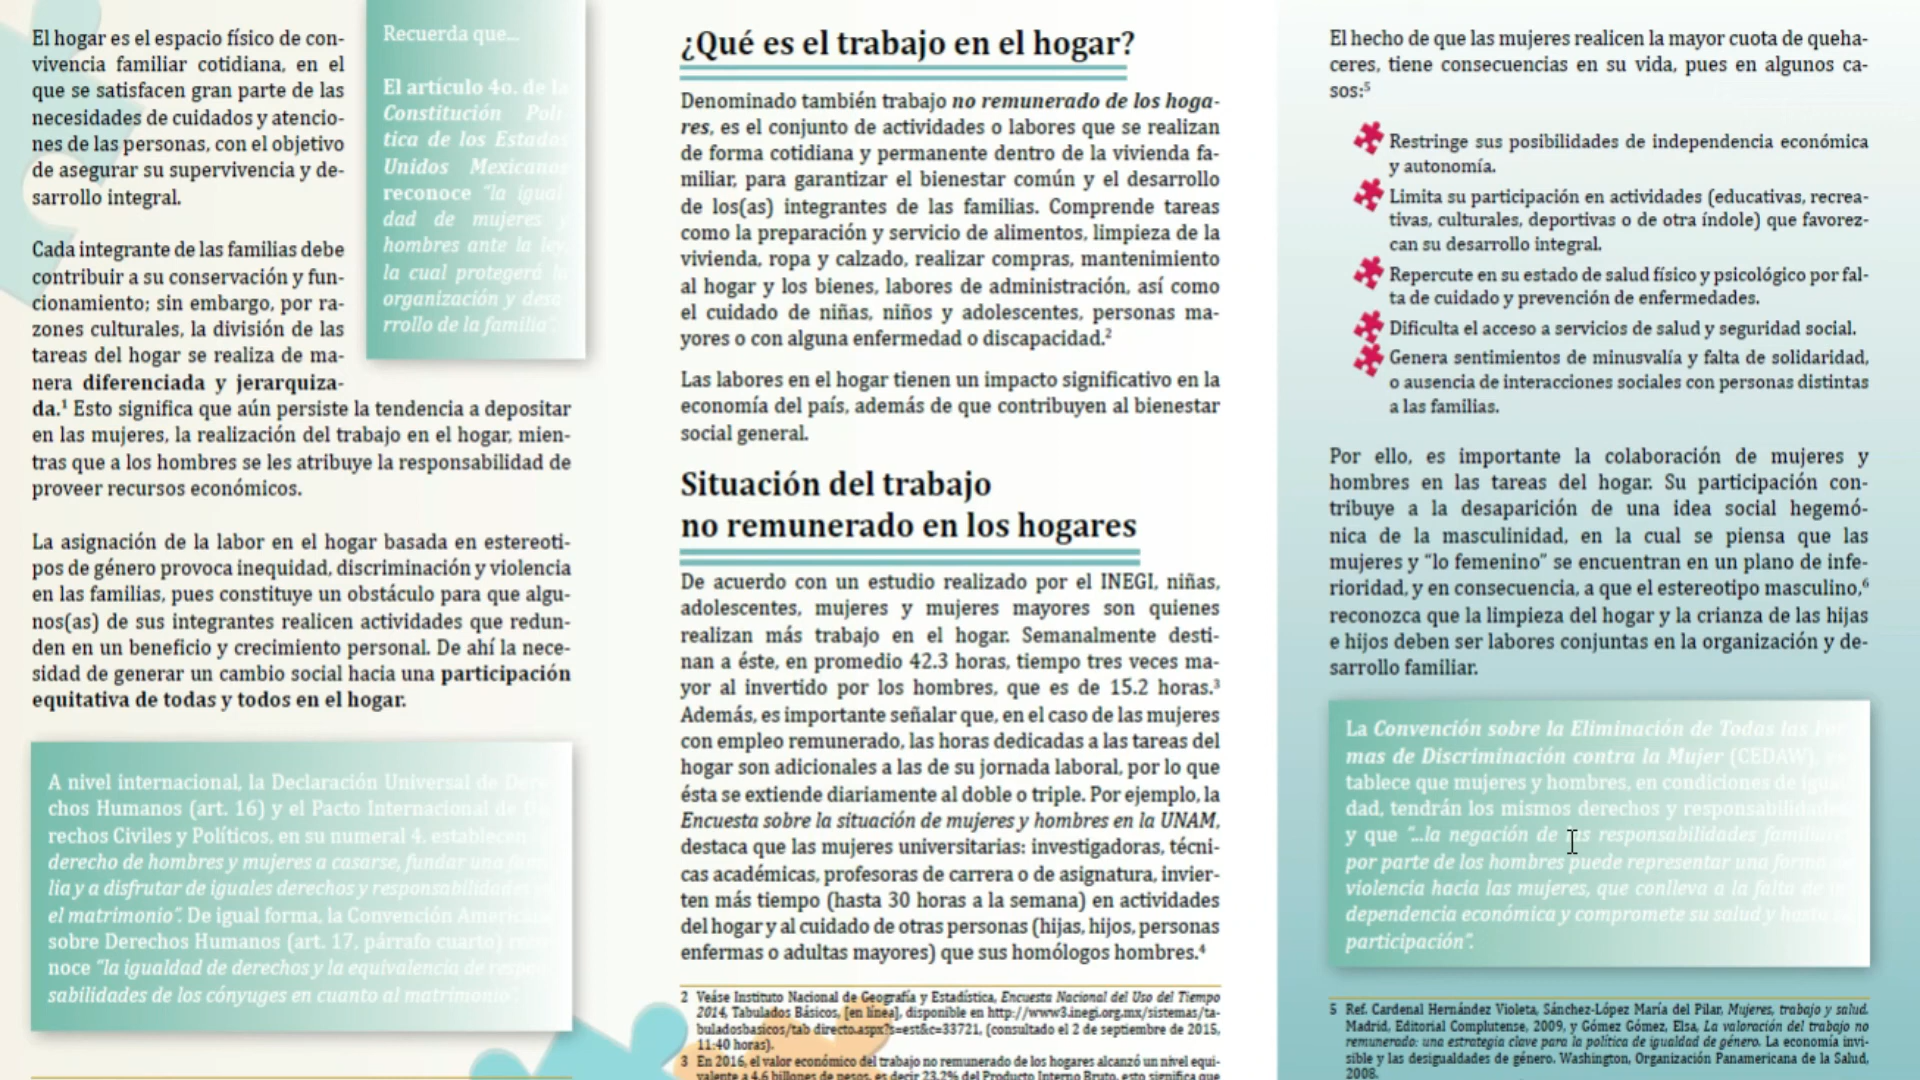 El hogar es el espacio físico de con-
vivencia familiar cotidiana, en el
que se satisfacen gran parte de las
necesidades de cuidados y atencio-
nes de las personas, con el objetivo
de asegurar su supervivencia y de-
sarrollo integral.
Cada integrante de las familias debe
contribuir a su conservación y fun-
cionamiento; sin embargo, por ra-
zones culturales, la división de las
tareas del hogar se realiza de ma-
nera diferenciada y jerarquiza-
da.¹ Esto significa que aún persiste la tendencia a depositar
en las mujeres, la realización del trabajo en el hogar, mien-
tras que a los hombres se les atribuye la responsabilidad de
proveer recursos económicos.
La asignación de la labor en el hogar basada en estereoti-
pos de género provoca inequidad, discriminación y violencia
en las familias, pues constituye un obstáculo para que algu-
nos(as) de sus integrantes realicen actividades que redun-
den en un beneficio y crecimiento personal. De ahí la nece-
sidad de generar un cambio social hacia una participación
equitativa de todas y todos en el hogar.
Recuerda que...
El artículo 4o. de la
Constitución Polí-
tica de los Estados
Unidos Mexicanos
reconoce “la igual-
dad de mujeres y
hombres ante la ley,
la cual protegerá la
organización y desa-
rrollo de la familia”.
A nivel internacional, la Declaración Universal de Dere-
chos Humanos (art. 16) y el Pacto Internacional de De-
rechos Civiles y Políticos, en su numeral 4, establecen
derecho de hombres y mujeres a casarse, fundar una fami-
lia y a disfrutar de iguales derechos y responsabilidades
el matrimonio”. De igual forma, la Convención Americana
sobre Derechos Humanos (art. 17, párrafo cuarto)
noce “la igualdad de derechos y la equivalencia de respon-
sabilidades de los cónyuges en cuanto al matrimonio”.
¿Qué es el trabajo en el hogar?
Denominado también trabajo no remunerado de los hoga-
res, es el conjunto de actividades o labores que se realizan
de forma cotidiana y permanente dentro de la vivienda fa-
miliar, para garantizar el bienestar común y el desarrollo
de los(as) integrantes de las familias. Comprende tareas
como la preparación y servicio de alimentos, limpieza de la
vivienda, ropa y calzado, realizar compras, mantenimiento
al hogar y los bienes, labores de administración, así como
el cuidado de niñas, niños y adolescentes, personas ma-
yores o con alguna enfermedad o discapacidad.²
Las labores en el hogar tienen un impacto significativo en la
economía del país, además de que contribuyen al bienestar
social general.
Situación del trabajo
no remunerado en los hogares
De acuerdo con un estudio realizado por el INEGI, niñas,
adolescentes, mujeres y mujeres mayores son quienes
realizan más trabajo en el hogar. Semanalmente desti-
nan a éste, en promedio 42.3 horas, tiempo tres veces ma-
yor al invertido por los hombres, que es de 15.2 horas.³
Además, es importante señalar que, en el caso de las mujeres
con empleo remunerado, las horas dedicadas a las tareas del
hogar son adicionales a las de su jornada laboral, por lo que
ésta se extiende diariamente al doble o triple. Por ejemplo, la
Encuesta sobre la situación de mujeres y hombres en la UNAM,
destaca que las mujeres universitarias: investigadoras, técni-
cas académicas, profesoras de carrera o de asignatura, invier-
ten más tiempo (hasta 30 horas a la semana) en actividades
del hogar y al cuidado de otras personas (hijas, hijos, personas
enfermas o adultas mayores) que sus homólogos hombres.⁴
2 Veáse Instituto Nacional de Geografía y Estadística, Encuesta Nacional del Uso del Tiempo
2014, Tabulados Básicos, [en línea], disponible en http://www3.inegi.org.mx/sistemas/ta-
buladosbasicos/tab directo.aspx?s=est&c=33721, (consultado el 2 de septiembre de 2015,
11:40 horas).
3 En 2016, el valor económico del trabajo no remunerado de los hogares alcanzó un nivel equi-
valente a 4.6 billones de pesos, es decir 23.2% del Producto Interno Bruto, esto significa que
El hecho de que las mujeres realicen la mayor cuota de queha-
ceres, tiene consecuencias en su vida, pues en algunos ca-
sos:⁵
Restringe sus posibilidades de independencia económica
y autonomía.
Limita su participación en actividades (educativas, recrea-
tivas, culturales, deportivas o de otra índole) que favorez-
can su desarrollo integral.
Repercute en su estado de salud físico y psicológico por fal-
ta de cuidado y prevención de enfermedades.
Dificulta el acceso a servicios de salud y seguridad social.
Genera sentimientos de minusvalía y falta de solidaridad,
o ausencia de interacciones sociales con personas distintas
a las familias.
Por ello, es importante la colaboración de mujeres y
hombres en las tareas del hogar. Su participación con-
tribuye a la desaparición de una idea social hegemó-
nica de la masculinidad, en la cual se piensa que las
mujeres y “lo femenino” se encuentran en un plano de infe-
rioridad, y en consecuencia, a que el estereotipo masculino,⁶
reconozca que la limpieza del hogar y la crianza de las hijas
e hijos deben ser labores conjuntas en la organización y de-
sarrollo familiar.
La Convención sobre la Eliminación de Todas las For-
mas de Discriminación contra la Mujer (CEDAW), es-
tablece que mujeres y hombres, en condiciones de igual-
dad, tendrán los mismos derechos y responsabilidades
y que “...la negación de las responsabilidades familiares
por parte de los hombres puede representar una forma de
violencia hacia las mujeres, que conlleva a la falta de in-
dependencia económica y compromete su salud y hasta su
participación”.
5 Ref. Cardenal Hernández Violeta, Sánchez-López María del Pilar, Mujeres, trabajo y salud.
Madrid, Editorial Complutense, 2009, y Gómez Gómez, Elsa, La valoración del trabajo no
remunerado: una estrategia clave para la política de igualdad de género. La economía invi-
sible y las desigualdades de género. Washington, Organización Panamericana de la Salud,
2008.